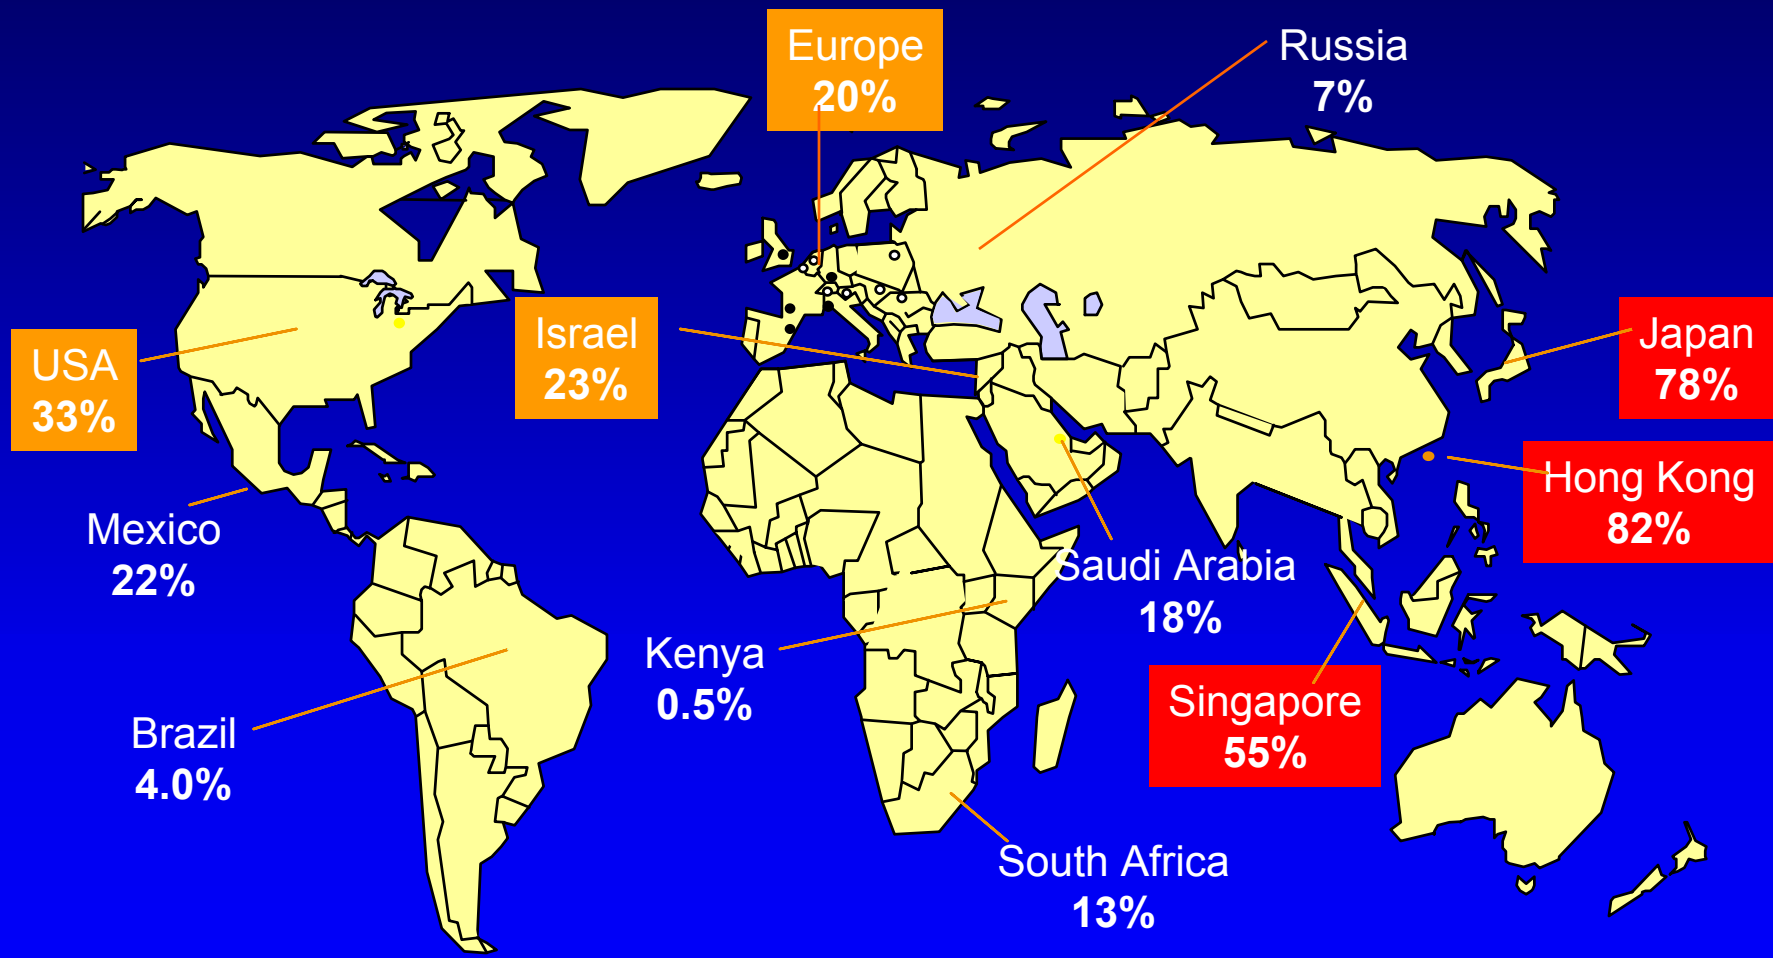 Europe
20%
Russia
7%
USA
33%
Israel
23%
Japan
78%
Hong Kong
82%
Mexico
22%
Saudi Arabia
18%
Kenya
0.5%
Singapore
55%
Brazil
4.0%
South Africa
13%